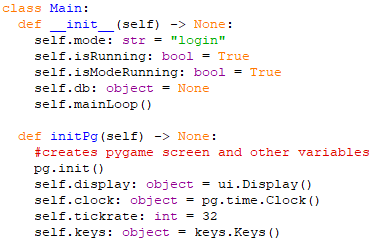 class Main:
  def __init__(self) -> None:
    self.mode: str = "login"
    self.isRunning: bool = True
    self.isModeRunning: bool = True
    self.db: object = None
    self.mainLoop()

  def initPg(self) -> None:
    #creates pygame screen and other variables
    pg.init()
    self.display: object = ui.Display()
    self.clock: object = pg.time.Clock()
    self.tickrate: int = 32
    self.keys: object = keys.Keys()